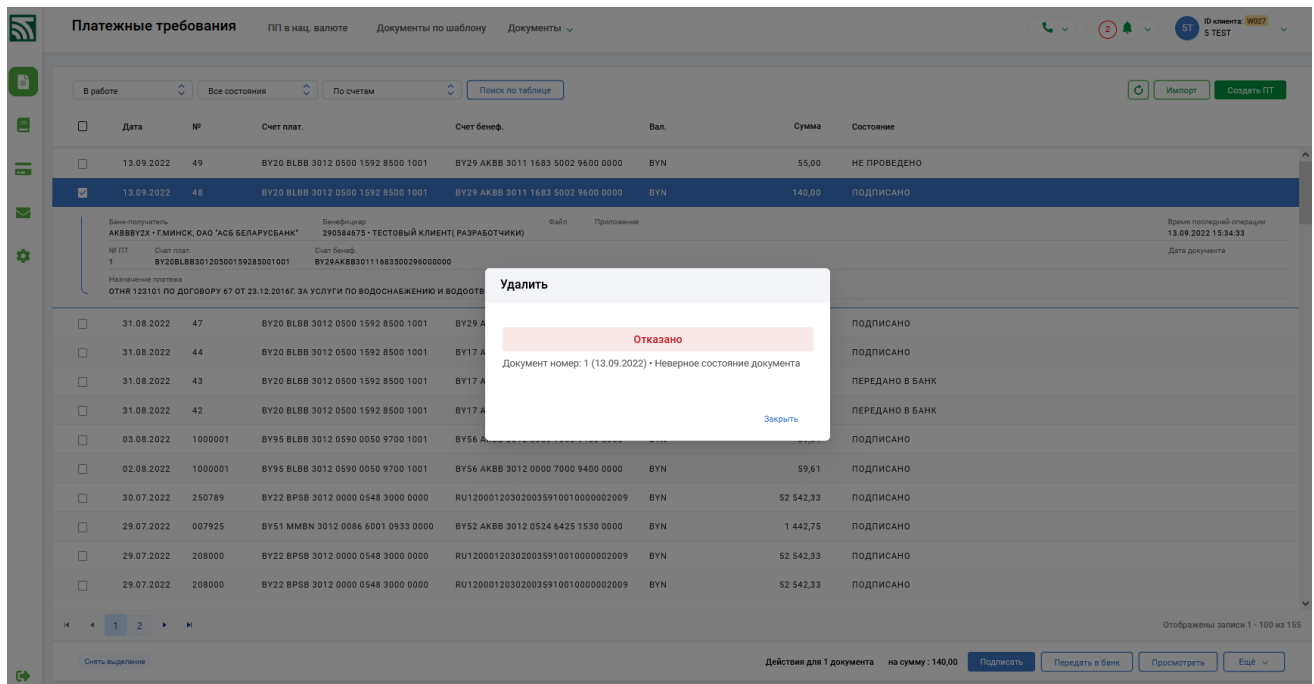 Платежные требования ПП в нац. валюте Документы по шаблону Документы 2 5T ID клиента: W027
5 TEST
В работе Все состояния По счетам Поиск по таблице Импорт Создать ПТ
Дата № Счет плат. Счет бенеф. Вал. Сумма Состояние
13.09.2022 49 BY20 BLBB 3012 0500 1592 8500 1001 BY29 AKBB 3011 1683 5002 9600 0000 BYN 55,00 НЕ ПРОВЕДЕНО
13.09.2022 48 BY20 BLBB 3012 0500 1592 8500 1001 BY29 AKBB 3011 1683 5002 9600 0000 BYN 140,00 ПОДПИСАНО
Банк-получатель Бенефициар Файл Приложение Время последней операции
AKBBBY2X • Г.МИНСК, ОАО "АСБ БЕЛАРУСБАНК" 290584675 • ТЕСТОВЫЙ КЛИЕНТ( РАЗРАБОТЧИКИ) 13.09.2022 15:34:33
№ ПТ Счет плат. Счет бенеф. Дата документа
1 BY20BLBB30120500159285001001 BY29AKBB30111683500296000000
Назначение платежа
ОТНR 123101 ПО ДОГОВОРУ 67 ОТ 23.12.2016Г. ЗА УСЛУГИ ПО ВОДОСНАБЖЕНИЮ И ВОДООТВ
Удалить
Отказано
Документ номер: 1 (13.09.2022) • Неверное состояние документа
Закрыть
31.08.2022 47 BY20 BLBB 3012 0500 1592 8500 1001 BY29 A ПОДПИСАНО
31.08.2022 44 BY20 BLBB 3012 0500 1592 8500 1001 BY17 A ПОДПИСАНО
31.08.2022 43 BY20 BLBB 3012 0500 1592 8500 1001 BY17 A ПЕРЕДАНО В БАНК
31.08.2022 42 BY20 BLBB 3012 0500 1592 8500 1001 BY17 A ПЕРЕДАНО В БАНК
03.08.2022 1000001 BY95 BLBB 3012 0590 0050 9700 1001 BY56 ПОДПИСАНО
02.08.2022 1000001 BY95 BLBB 3012 0590 0050 9700 1001 BY56 AKBB 3012 0000 7000 9400 0000 BYN 59,61 ПОДПИСАНО
30.07.2022 250789 BY22 BPSB 3012 0000 0548 3000 0000 RU1200012030200359100100000002009 BYN 52 542,33 ПОДПИСАНО
29.07.2022 007925 BY51 MMBN 3012 0086 6001 0933 0000 BY52 AKBB 3012 0524 6425 1530 0000 BYN 1 442,75 ПОДПИСАНО
29.07.2022 208000 BY22 BPSB 3012 0000 0548 3000 0000 RU1200012030200359100100000002009 BYN 52 542,33 ПОДПИСАНО
29.07.2022 208000 BY22 BPSB 3012 0000 0548 3000 0000 RU1200012030200359100100000002009 BYN 52 542,33 ПОДПИСАНО
1 2 Отображены записи 1 - 100 из 155
Снять выделение Действия для 1 документа на сумму : 140,00 Подписать Передать в банк Просмотреть Ещё